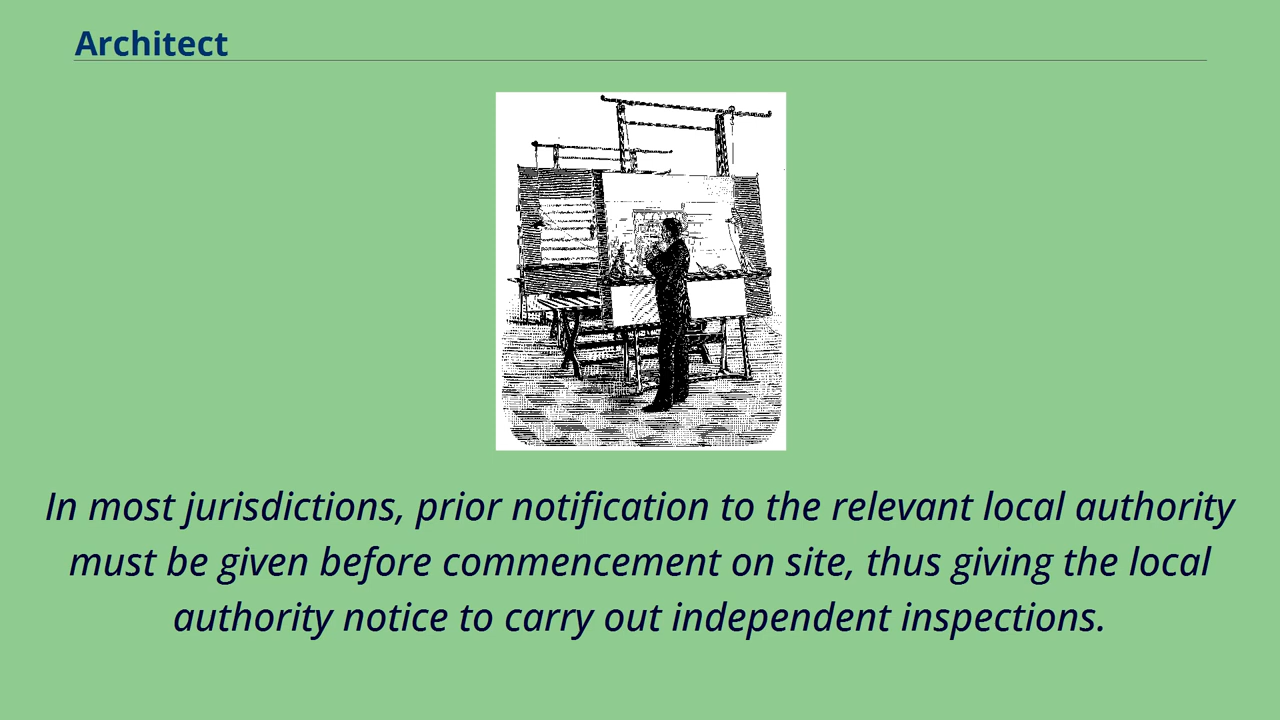 Architect
In most jurisdictions, prior notification to the relevant local authority
must be given before commencement on site, thus giving the local
authority notice to carry out independent inspections.